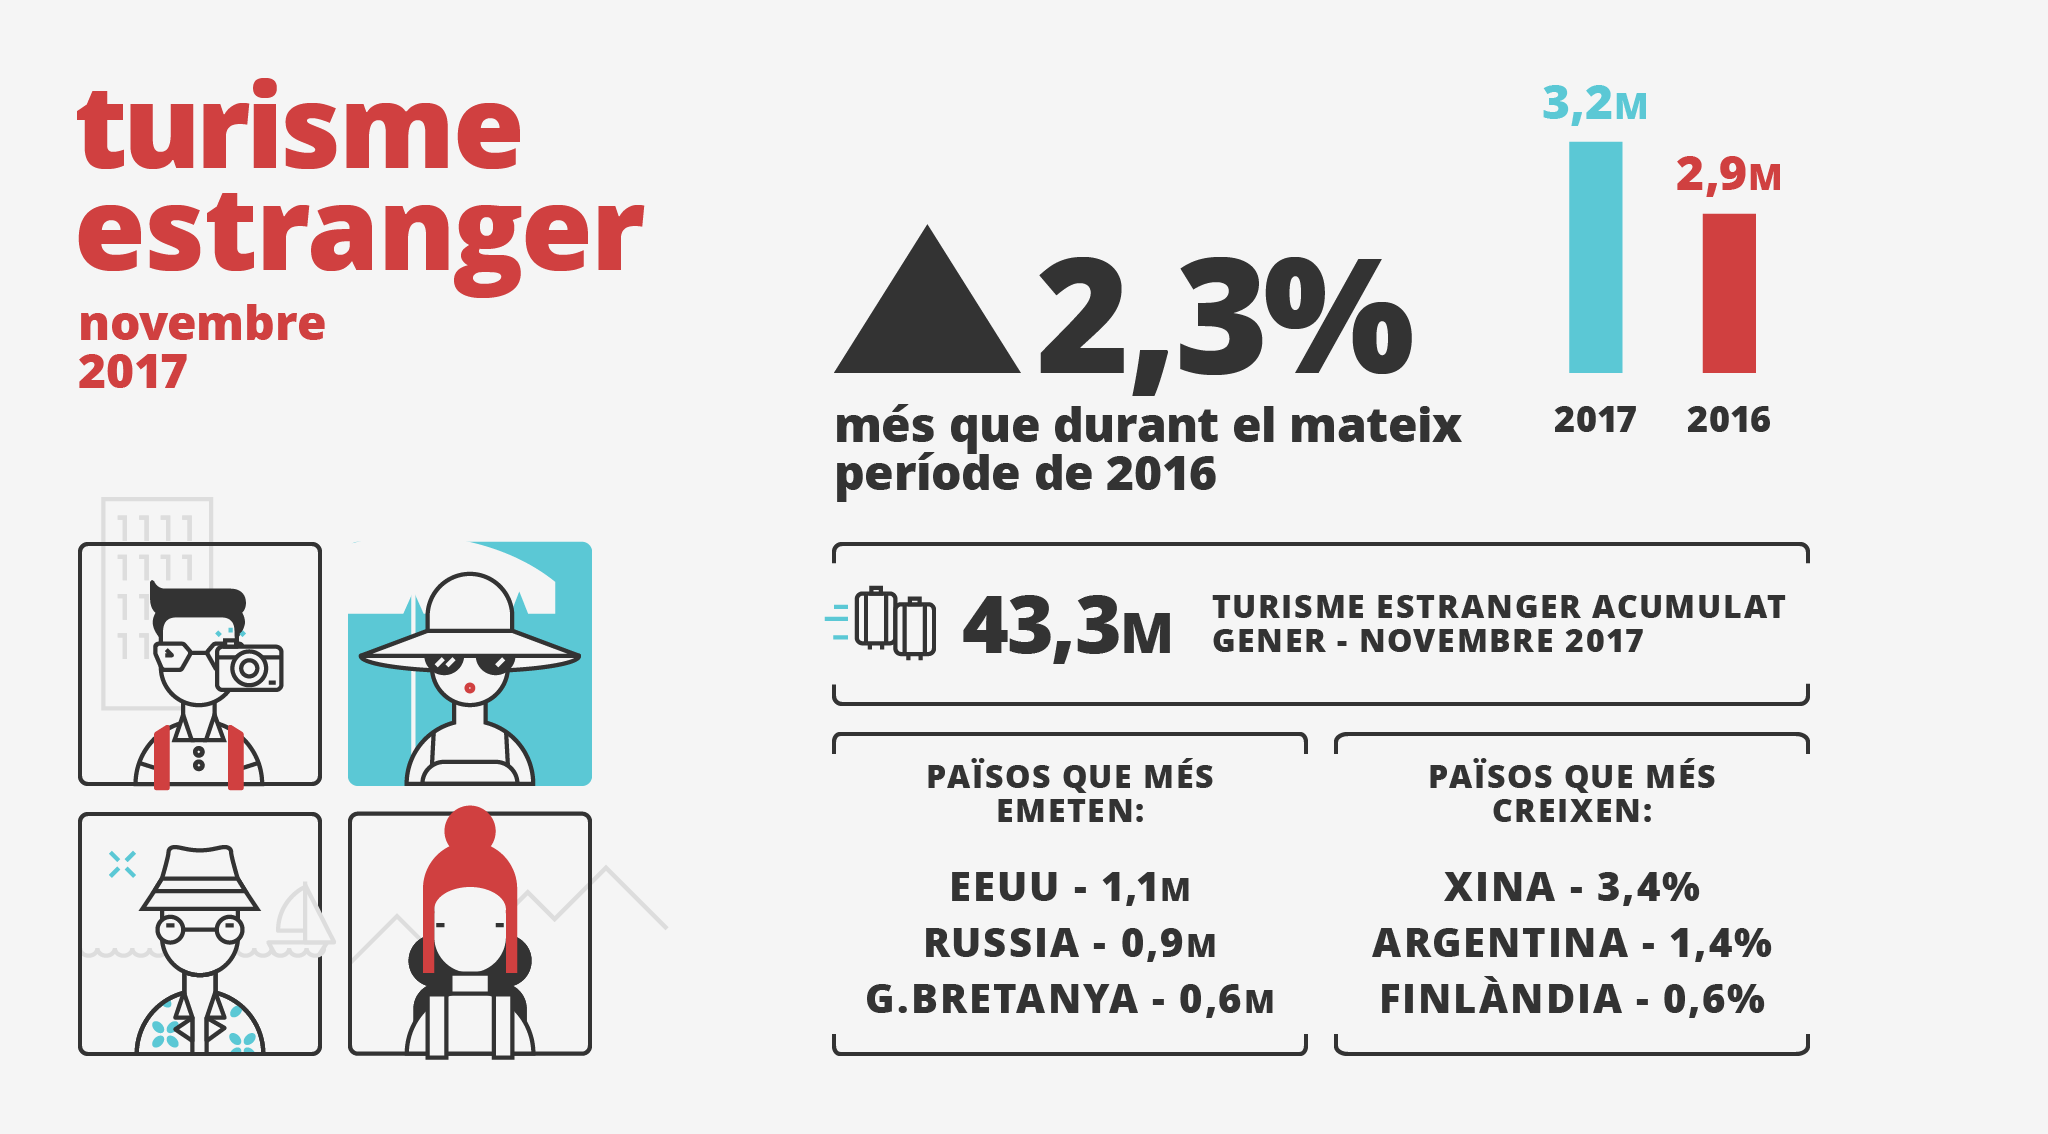 turisme
estranger
novembre
2017
3,2M
2,9M
2017
2016
2,3%
més que durant el mateix
període de 2016
43,3M
TURISME ESTRANGER ACUMULAT
GENER - NOVEMBRE 2017
PAÏSOS QUE MÉS
EMETEN:
EEUU - 1,1M
RUSSIA - 0,9M
G.BRETANYA - 0,6M
PAÏSOS QUE MÉS
CREIXEN:
XINA - 3,4%
ARGENTINA - 1,4%
FINLÀNDIA - 0,6%